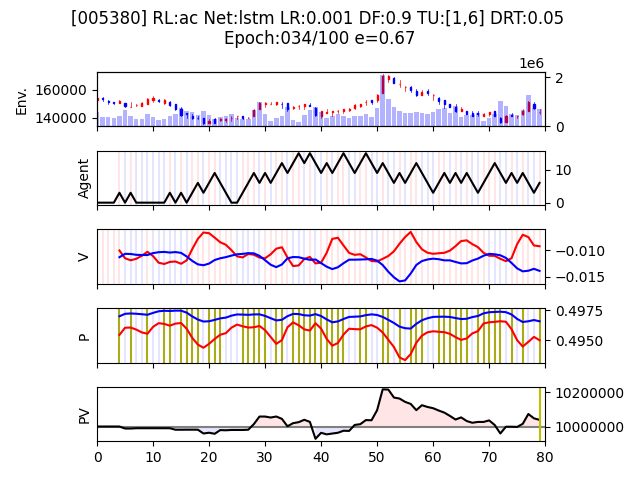 [005380] RL:ac Net:lstm LR:0.001 DF:0.9 TU:[1,6] DRT:0.05
Epoch:034/100 e=0.67
1e6
Env.
160000
140000
2
0
Agent
10
0
V
−0.010
−0.015
P
0.4975
0.4950
PV
10200000
10000000
0 10 20 30 40 50 60 70 80